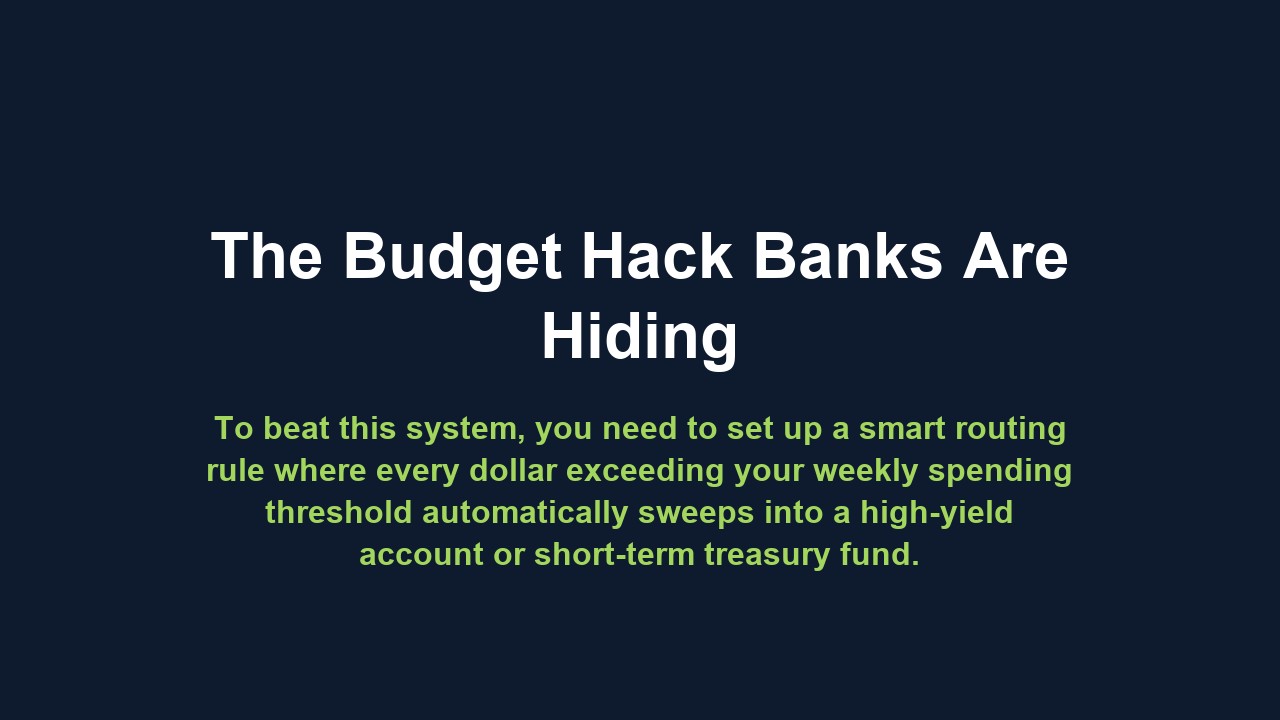 The Budget Hack Banks Are
Hiding
To beat this system, you need to set up a smart routing
rule where every dollar exceeding your weekly spending
threshold automatically sweeps into a high-yield
account or short-term treasury fund.